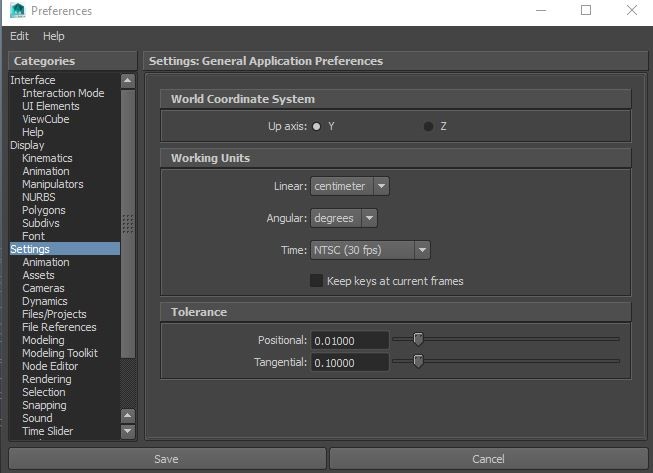 Preferences
Edit Help
Categories
Interface
Interaction Mode
UI Elements
ViewCube
Help
Display
Kinematics
Animation
Manipulators
NURBS
Polygons
Subdivs
Font
Settings
Animation
Assets
Cameras
Dynamics
Files/Projects
File References
Modeling
Modeling Toolkit
Node Editor
Rendering
Selection
Snapping
Sound
Time Slider
Settings: General Application Preferences
World Coordinate System
Up axis: Y Z
Working Units
Linear: centimeter
Angular: degrees
Time: NTSC (30 fps)
Keep keys at current frames
Tolerance
Positional: 0.01000
Tangential: 0.10000
Save Cancel